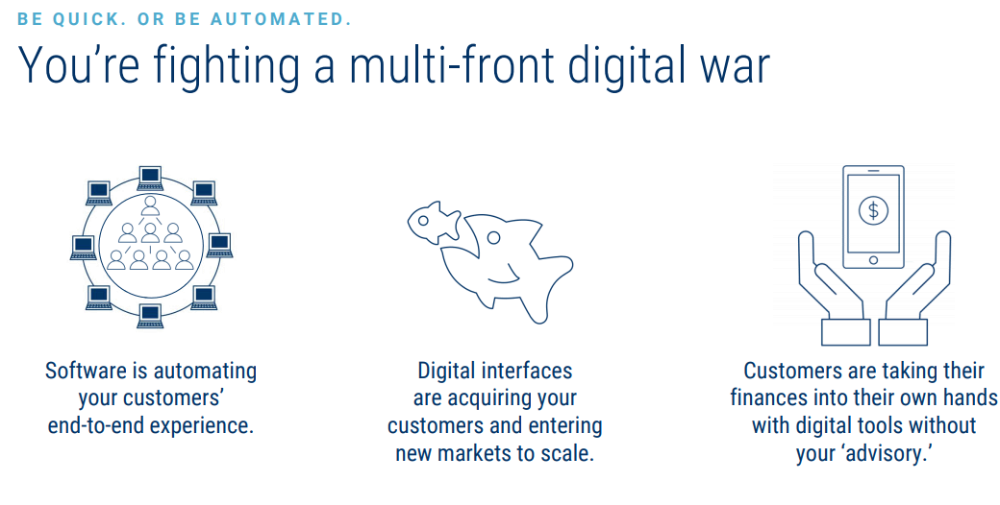 BE QUICK. OR BE AUTOMATED.
You’re fighting a multi-front digital war
$
Software is automating
your customers’
end-to-end experience.
Digital interfaces
are acquiring your
customers and entering
new markets to scale.
Customers are taking their
finances into their own hands
with digital tools without
your ‘advisory.’